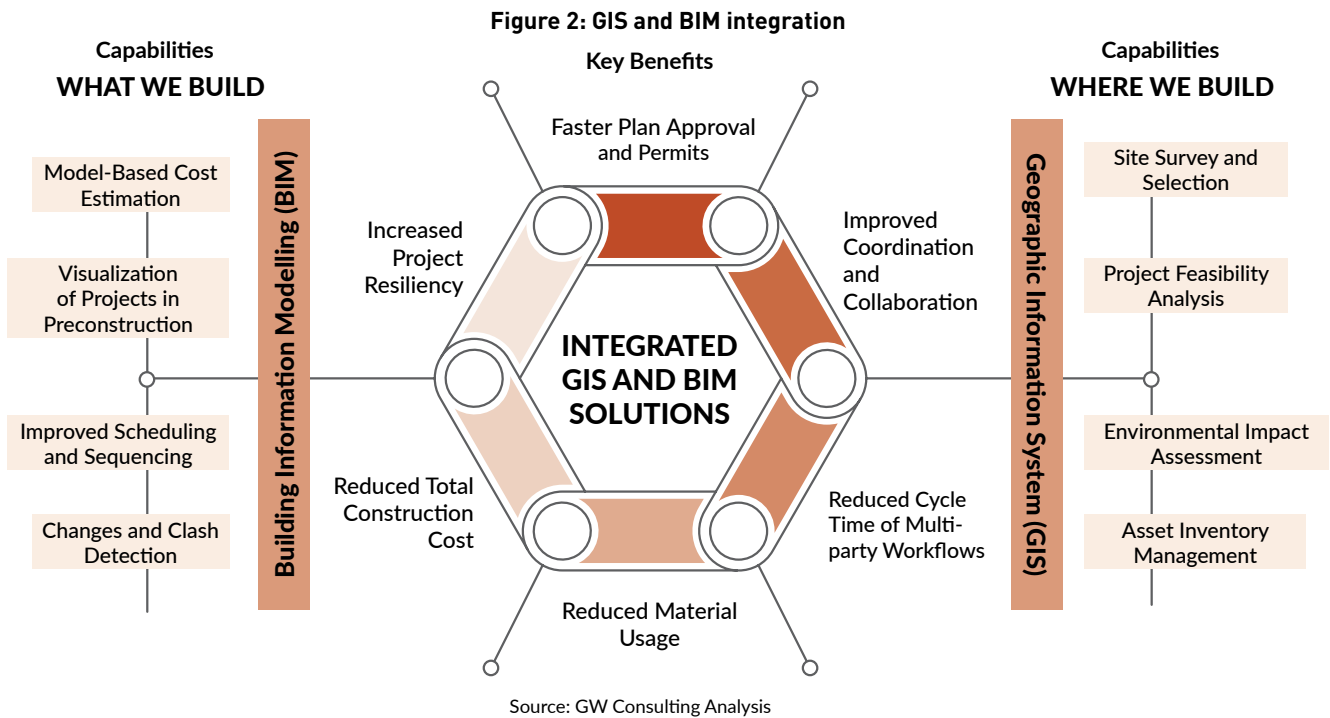 Figure 2: GIS and BIM integration
Key Benefits
Capabilities
WHAT WE BUILD
Model-Based Cost
Estimation
Visualization
of Projects in
Preconstruction
Improved Scheduling
and Sequencing
Changes and Clash
Detection
Building Information Modelling (BIM)
Faster Plan Approval
and Permits
Increased
Project
Resiliency
Improved
Coordination
and
Collaboration
INTEGRATED
GIS AND BIM
SOLUTIONS
Reduced Total
Construction
Cost
Reduced Cycle
Time of Multi-
party Workflows
Reduced Material
Usage
Capabilities
WHERE WE BUILD
Geographic Information System (GIS)
Site Survey and
Selection
Project Feasibility
Analysis
Environmental Impact
Assessment
Asset Inventory
Management
Source: GW Consulting Analysis